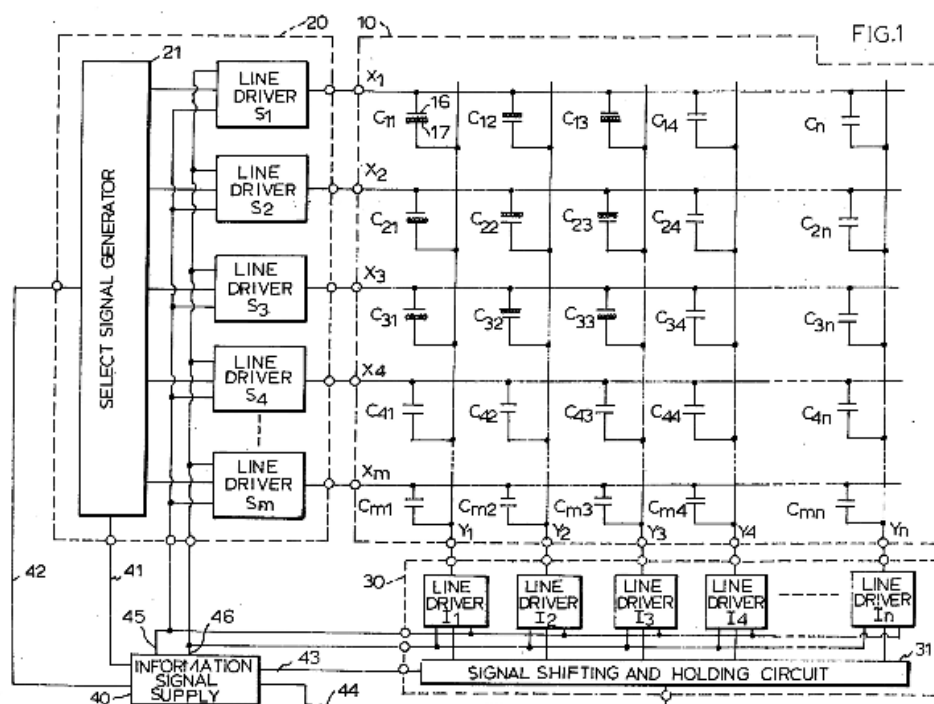 FIG.1
20
10
21
SELECT SIGNAL GENERATOR
LINE
DRIVER
S1
LINE
DRIVER
S2
LINE
DRIVER
S3
LINE
DRIVER
S4
LINE
DRIVER
Sm
X1
C11
16
17
C12
C13
C14
Cn
X2
C21
C22
C23
C24
C2n
X3
C31
C32
C33
C34
C3n
X4
C41
C42
C43
C44
C4n
Xm
Cm1
Cm2
Cm3
Cm4
Cmn
Y1
Y2
Y3
Y4
Yn
42
41
45
46
30
LINE
DRIVER
I1
LINE
DRIVER
I2
LINE
DRIVER
I3
LINE
DRIVER
I4
LINE
DRIVER
In
INFORMATION
SIGNAL
SUPPLY
40
43
44
31
SIGNAL SHIFTING AND HOLDING CIRCUIT